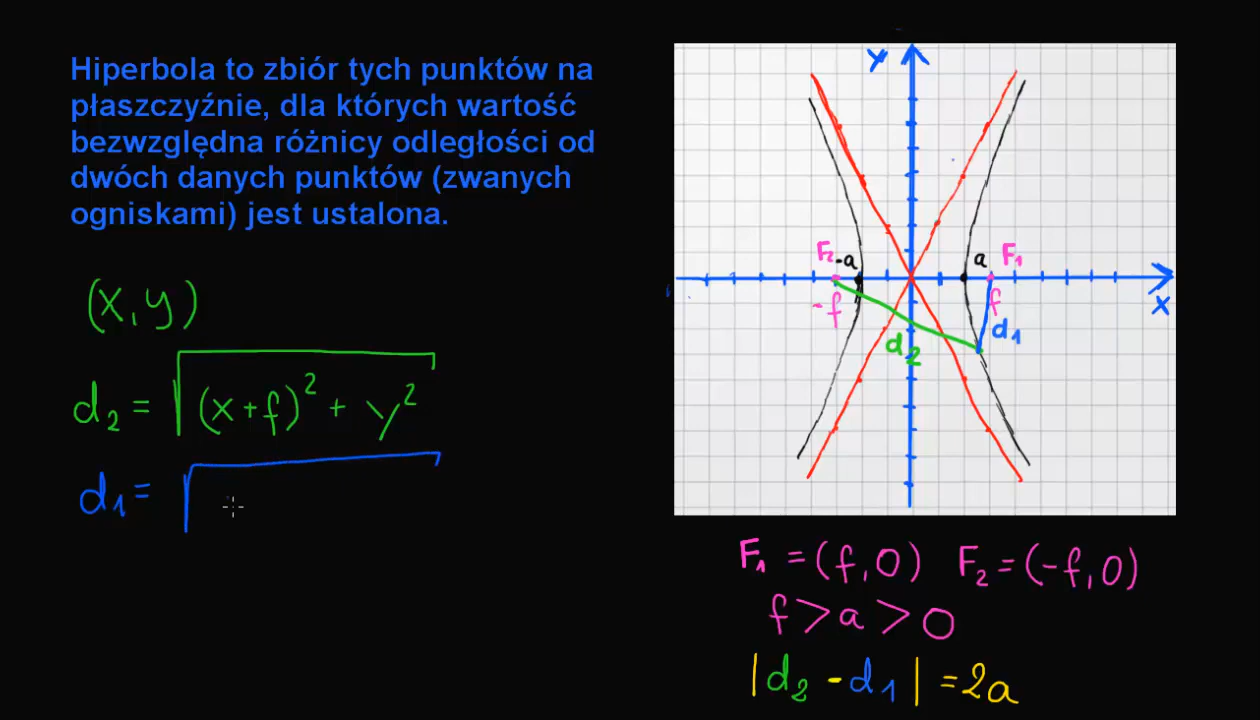 Hiperbola to zbiór tych punktów na
płaszczyźnie, dla których wartość
bezwzględna różnicy odległości od
dwóch danych punktów (zwanych
ogniskami) jest ustalona.
(x, y)
d₂ = √(x+f)² + y²
d₁ = √
y
F₂ -a a F₁
-f f
x
d₂ d₁
F₁ = (f, 0) F₂ = (-f, 0)
f > a > 0
|d₂ - d₁| = 2a